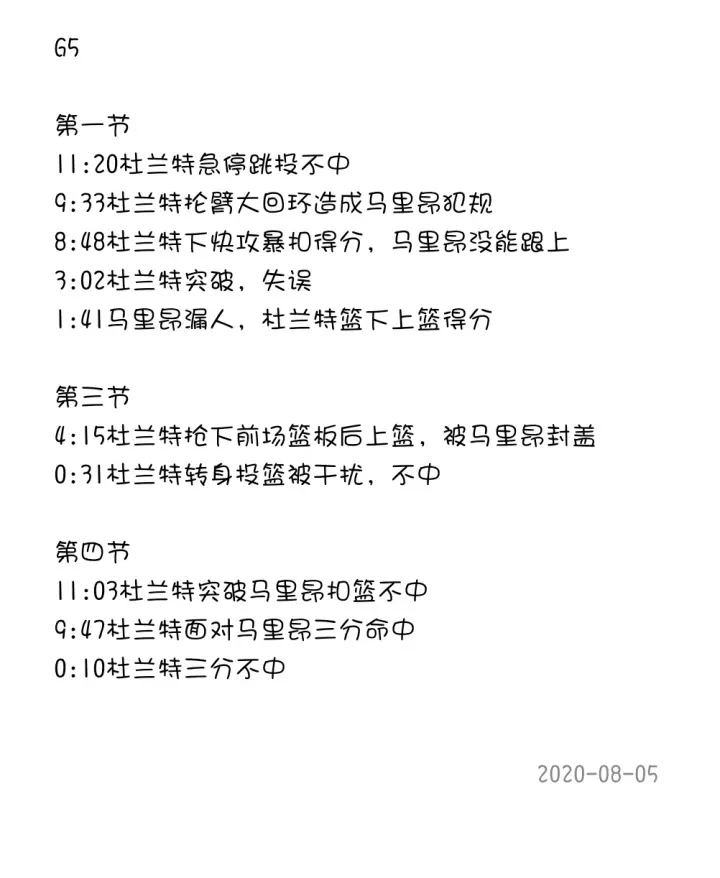 G5
第一节
11:20杜兰特急停跳投不中
9:33杜兰特抡臂大回环造成马里昂犯规
8:48杜兰特下快攻暴扣得分，马里昂没能跟上
3:02杜兰特突破，失误
1:41马里昂漏人，杜兰特篮下上篮得分
第三节
4:15杜兰特抢下前场篮板后上篮，被马里昂封盖
0:31杜兰特转身投篮被干扰，不中
第四节
11:03杜兰特突破马里昂扣篮不中
9:47杜兰特面对马里昂三分命中
0:10杜兰特三分不中
2020-08-05